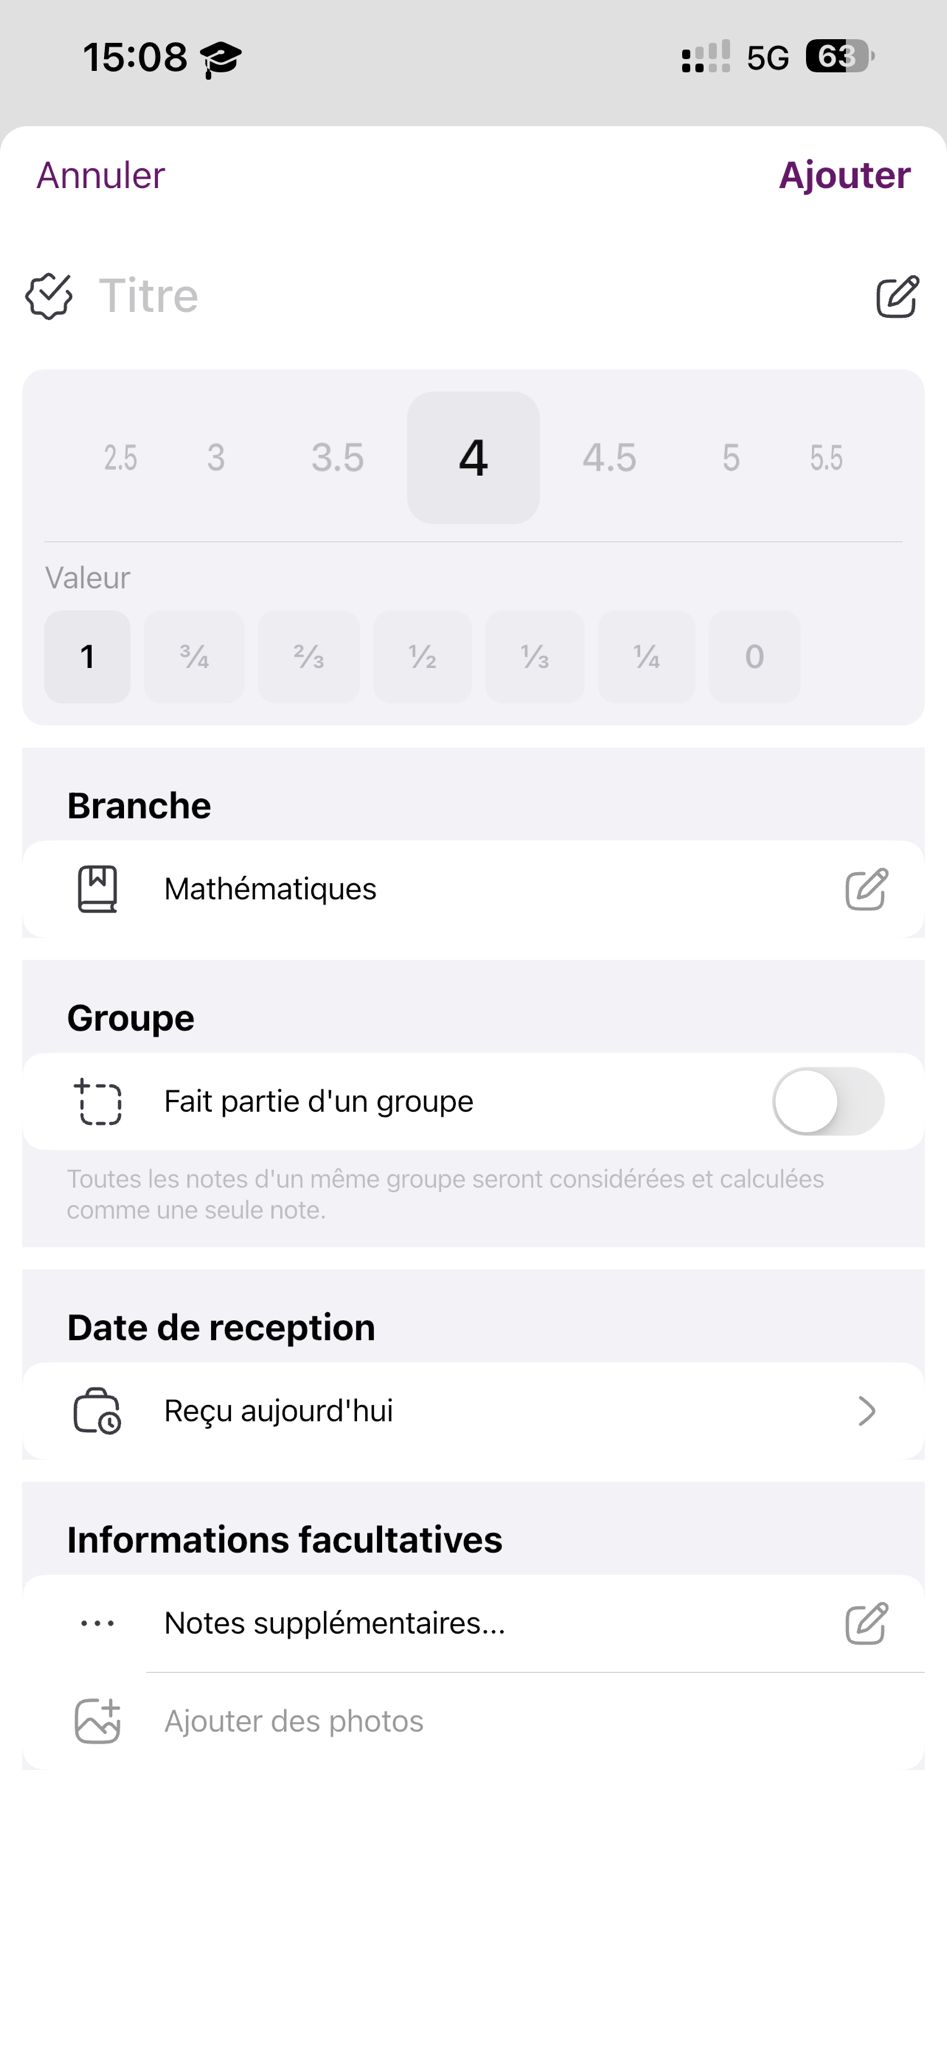 15:08 5G 63
Annuler Ajouter
Titre
2.5 3 3.5 4 4.5 5 5.5
Valeur
1 ¾ ⅔ ½ ⅓ ¼ 0
Branche
Mathématiques
Groupe
Fait partie d'un groupe
Toutes les notes d'un même groupe seront considérées et calculées
comme une seule note.
Date de reception
Reçu aujourd'hui
Informations facultatives
Notes supplémentaires...
Ajouter des photos